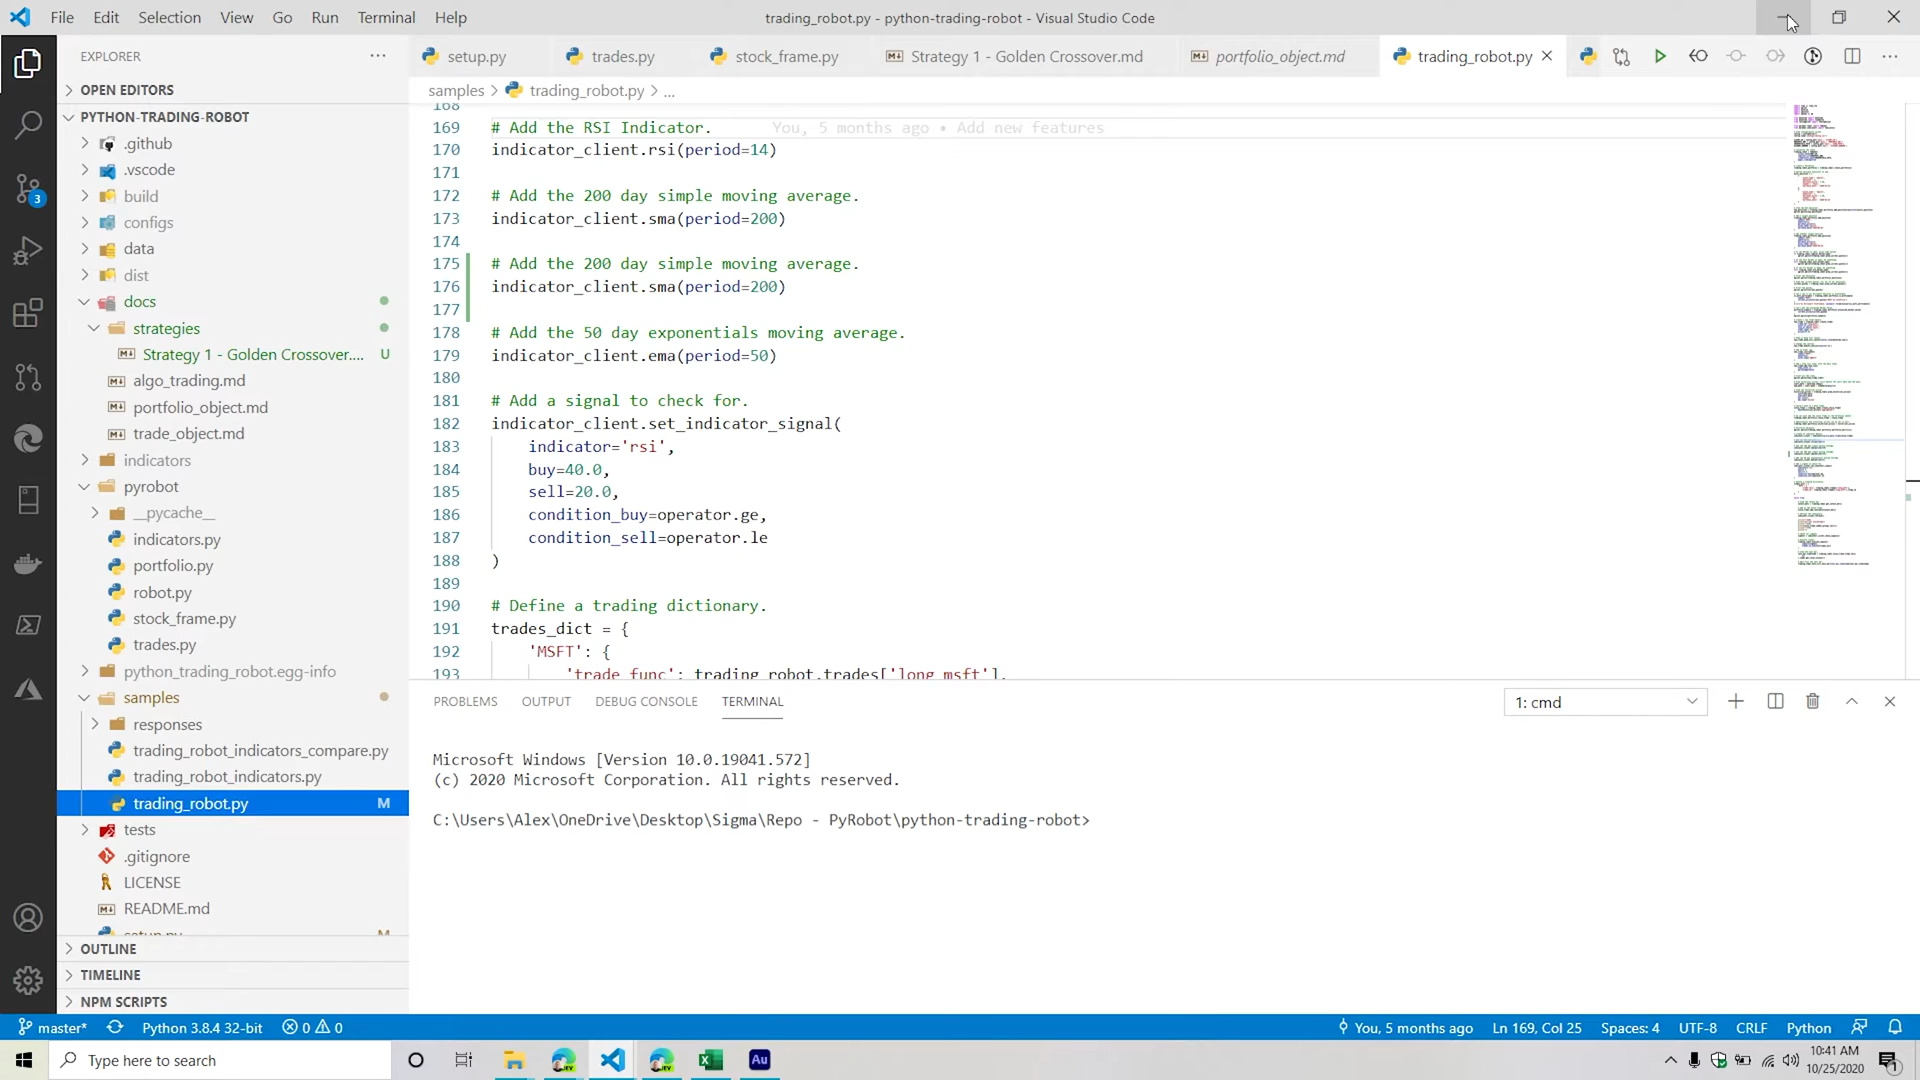 File Edit Selection View Go Run Terminal Help
trading_robot.py - python-trading-robot - Visual Studio Code
EXPLORER
setup.py
trades.py
stock_frame.py
Strategy 1 - Golden Crossover.md
portfolio_object.md
trading_robot.py
OPEN EDITORS
samples > trading_robot.py > ...
PYTHON-TRADING-ROBOT
.github
.vscode
build
configs
data
dist
docs
strategies
Strategy 1 - Golden Crossover.... U
algo_trading.md
portfolio_object.md
trade_object.md
indicators
pyrobot
__pycache__
indicators.py
portfolio.py
robot.py
stock_frame.py
trades.py
python_trading_robot.egg-info
samples
responses
trading_robot_indicators_compare.py
trading_robot_indicators.py
trading_robot.py M
tests
.gitignore
LICENSE
README.md
setup.py M
OUTLINE
TIMELINE
NPM SCRIPTS
3
168
169 # Add the RSI Indicator. You, 5 months ago • Add new features
170 indicator_client.rsi(period=14)
171
172 # Add the 200 day simple moving average.
173 indicator_client.sma(period=200)
174
175 # Add the 200 day simple moving average.
176 indicator_client.sma(period=200)
177
178 # Add the 50 day exponentials moving average.
179 indicator_client.ema(period=50)
180
181 # Add a signal to check for.
182 indicator_client.set_indicator_signal(
183 indicator='rsi',
184 buy=40.0,
185 sell=20.0,
186 condition_buy=operator.ge,
187 condition_sell=operator.le
188 )
189
190 # Define a trading dictionary.
191 trades_dict = {
192 'MSFT': {
193 'trade_func': trading_robot.trades['long_msft'],
PROBLEMS OUTPUT DEBUG CONSOLE TERMINAL
1: cmd
Microsoft Windows [Version 10.0.19041.572]
(c) 2020 Microsoft Corporation. All rights reserved.
C:\Users\Alex\OneDrive\Desktop\Sigma\Repo - PyRobot\python-trading-robot>
master* Python 3.8.4 32-bit 0 0
You, 5 months ago Ln 169, Col 25 Spaces: 4 UTF-8 CRLF Python
Type here to search
DEV
DEV
Au
10:41 AM
10/25/2020
1